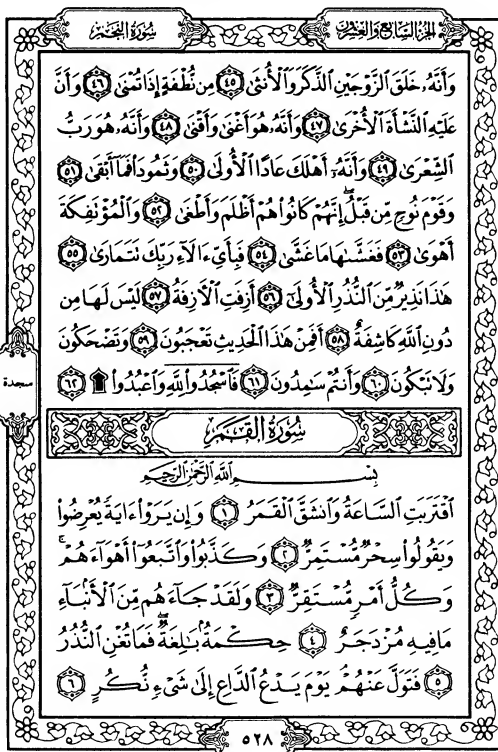 الجزء السابع والعشرون سورة النجم
وَأَنَّهُۥ خَلَقَ ٱلزَّوْجَيْنِ ٱلذَّكَرَ وَٱلْأُنثَىٰ ٤٥ مِن نُّطْفَةٍ إِذَا تُمْنَىٰ ٤٦ وَأَنَّ
عَلَيْهِ ٱلنَّشْأَةَ ٱلْأُخْرَىٰ ٤٧ وَأَنَّهُۥ هُوَ أَغْنَىٰ وَأَقْنَىٰ ٤٨ وَأَنَّهُۥ هُوَ رَبُّ
ٱلشِّعْرَىٰ ٤٩ وَأَنَّهُۥٓ أَهْلَكَ عَادًا ٱلْأُولَىٰ ٥٠ وَثَمُودَا۟ فَمَآ أَبْقَىٰ ٥١
وَقَوْمَ نُوحٍ مِّن قَبْلُ ۖ إِنَّهُمْ كَانُوا۟ هُمْ أَظْلَمَ وَأَطْغَىٰ ٥٢ وَٱلْمُؤْتَفِكَةَ
أَهْوَىٰ ٥٣ فَغَشَّىٰهَا مَا غَشَّىٰ ٥٤ فَبِأَىِّ ءَالَآءِ رَبِّكَ تَتَمَارَىٰ ٥٥
هَٰذَا نَذِيرٌ مِّنَ ٱلنُّذُرِ ٱلْأُولَىٰٓ ٥٦ أَزِفَتِ ٱلْآزِفَةُ ٥٧ لَيْسَ لَهَا مِن
دُونِ ٱللَّهِ كَاشِفَةٌ ٥٨ أَفَمِنْ هَٰذَا ٱلْحَدِيثِ تَعْجَبُونَ ٥٩ وَتَضْحَكُونَ
وَلَا تَبْكُونَ ٦٠ وَأَنتُمْ سَٰمِدُونَ ٦١ فَٱسْجُدُوا۟ لِلَّهِ وَٱعْبُدُوا۟ ۩ ٦٢
سجدة
سورة القمر
بِسْمِ ٱللَّهِ ٱلرَّحْمَٰنِ ٱلرَّحِيمِ
ٱقْتَرَبَتِ ٱلسَّاعَةُ وَٱنشَقَّ ٱلْقَمَرُ ١ وَإِن يَرَوْا۟ ءَايَةً يُعْرِضُوا۟
وَيَقُولُوا۟ سِحْرٌ مُّسْتَمِرٌّ ٢ وَكَذَّبُوا۟ وَٱتَّبَعُوٓا۟ أَهْوَآءَهُمْ ۚ
وَكُلُّ أَمْرٍ مُّسْتَقِرٌّ ٣ وَلَقَدْ جَآءَهُم مِّنَ ٱلْأَنۢبَآءِ
مَا فِيهِ مُزْدَجَرٌ ٤ حِكْمَةٌۢ بَٰلِغَةٌ ۖ فَمَا تُغْنِ ٱلنُّذُرُ
٥ فَتَوَلَّ عَنْهُمْ ۘ يَوْمَ يَدْعُ ٱلدَّاعِ إِلَىٰ شَىْءٍ نُّكُرٍ ٦
٥٢٨